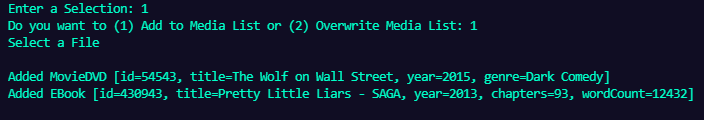 Enter a Selection: 1
Do you want to (1) Add to Media List or (2) Overwrite Media List: 1
Select a File
Added MovieDVD [id=54543, title=The Wolf on Wall Street, year=2015, genre=Dark Comedy]
Added EBook [id=430943, title=Pretty Little Liars - SAGA, year=2013, chapters=93, wordCount=12432]